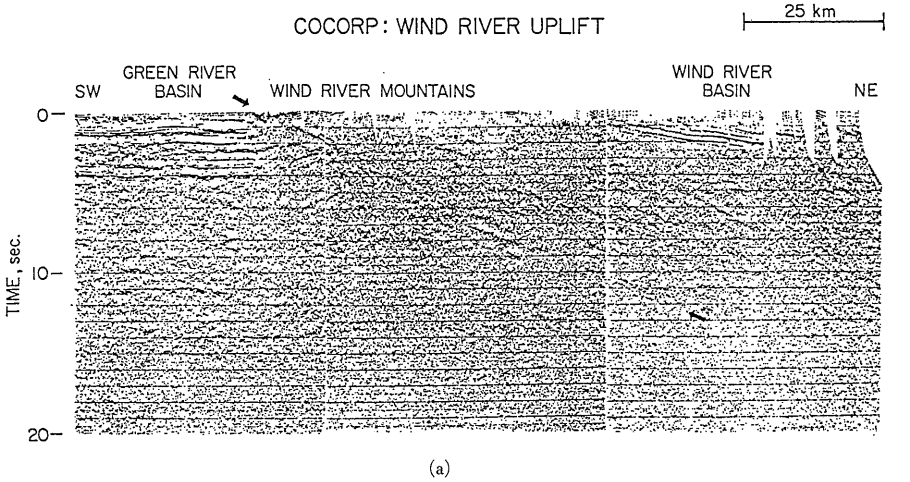 COCORP: WIND RIVER UPLIFT
25 km
GREEN RIVER
BASIN
WIND RIVER MOUNTAINS
WIND RIVER
BASIN
SW
NE
0
10
20
TIME, sec.
(a)